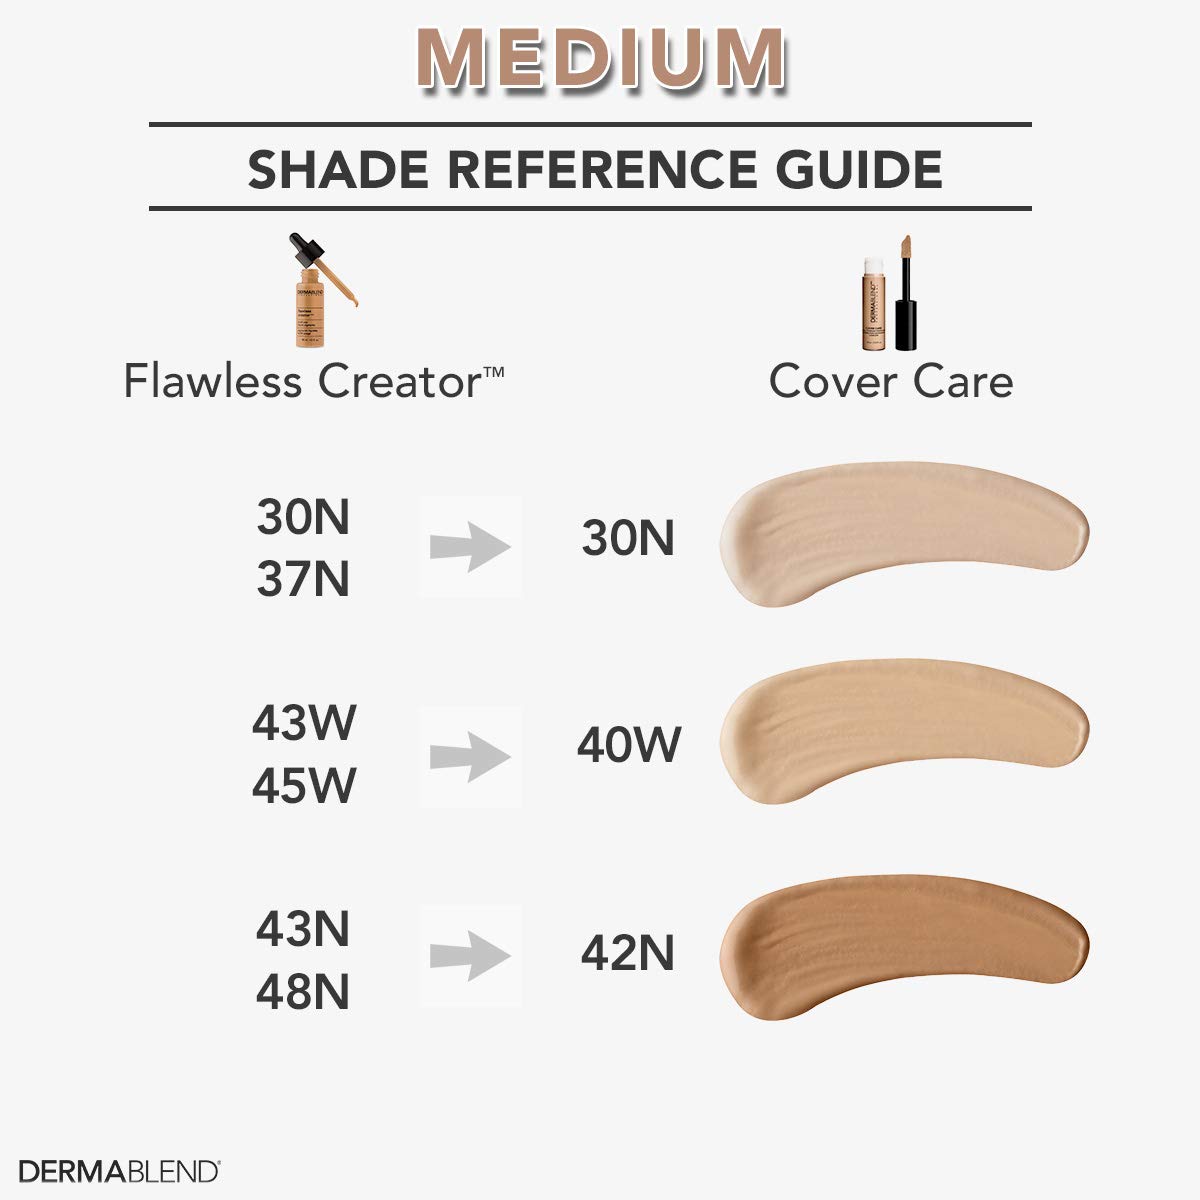 MEDIUM
SHADE REFERENCE GUIDE
DERMABLEND
DERMABLEND
Flawless Creator™
Cover Care
30N
37N
30N
43W
45W
40W
43N
48N
42N
DERMABLEND